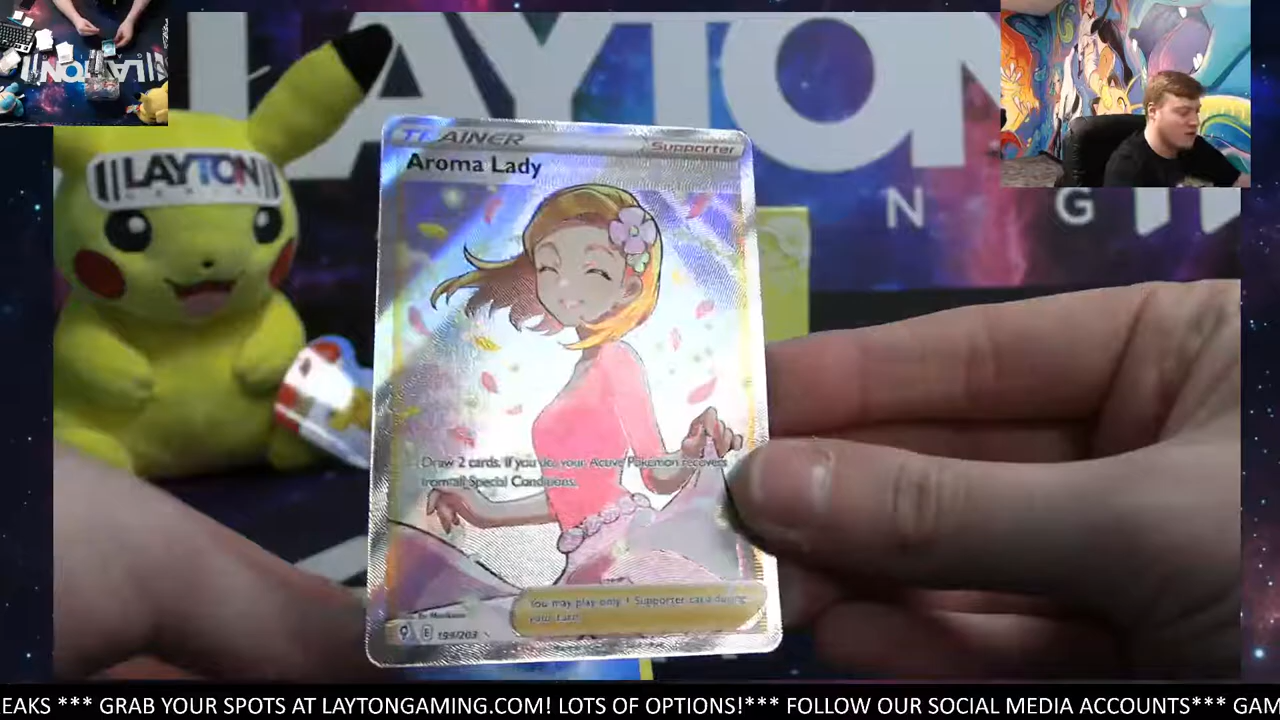 LAYTON
LAYTON
N G
LAYTON
TRAINER
Supporter
Aroma Lady
Draw 2 cards. If you do, your Active Pokémon recovers
from all Special Conditions.
You may play only 1 Supporter card during
your turn.
E
197/203
EAKS *** GRAB YOUR SPOTS AT LAYTONGAMING.COM! LOTS OF OPTIONS!*** FOLLOW OUR SOCIAL MEDIA ACCOUNTS*** GAM